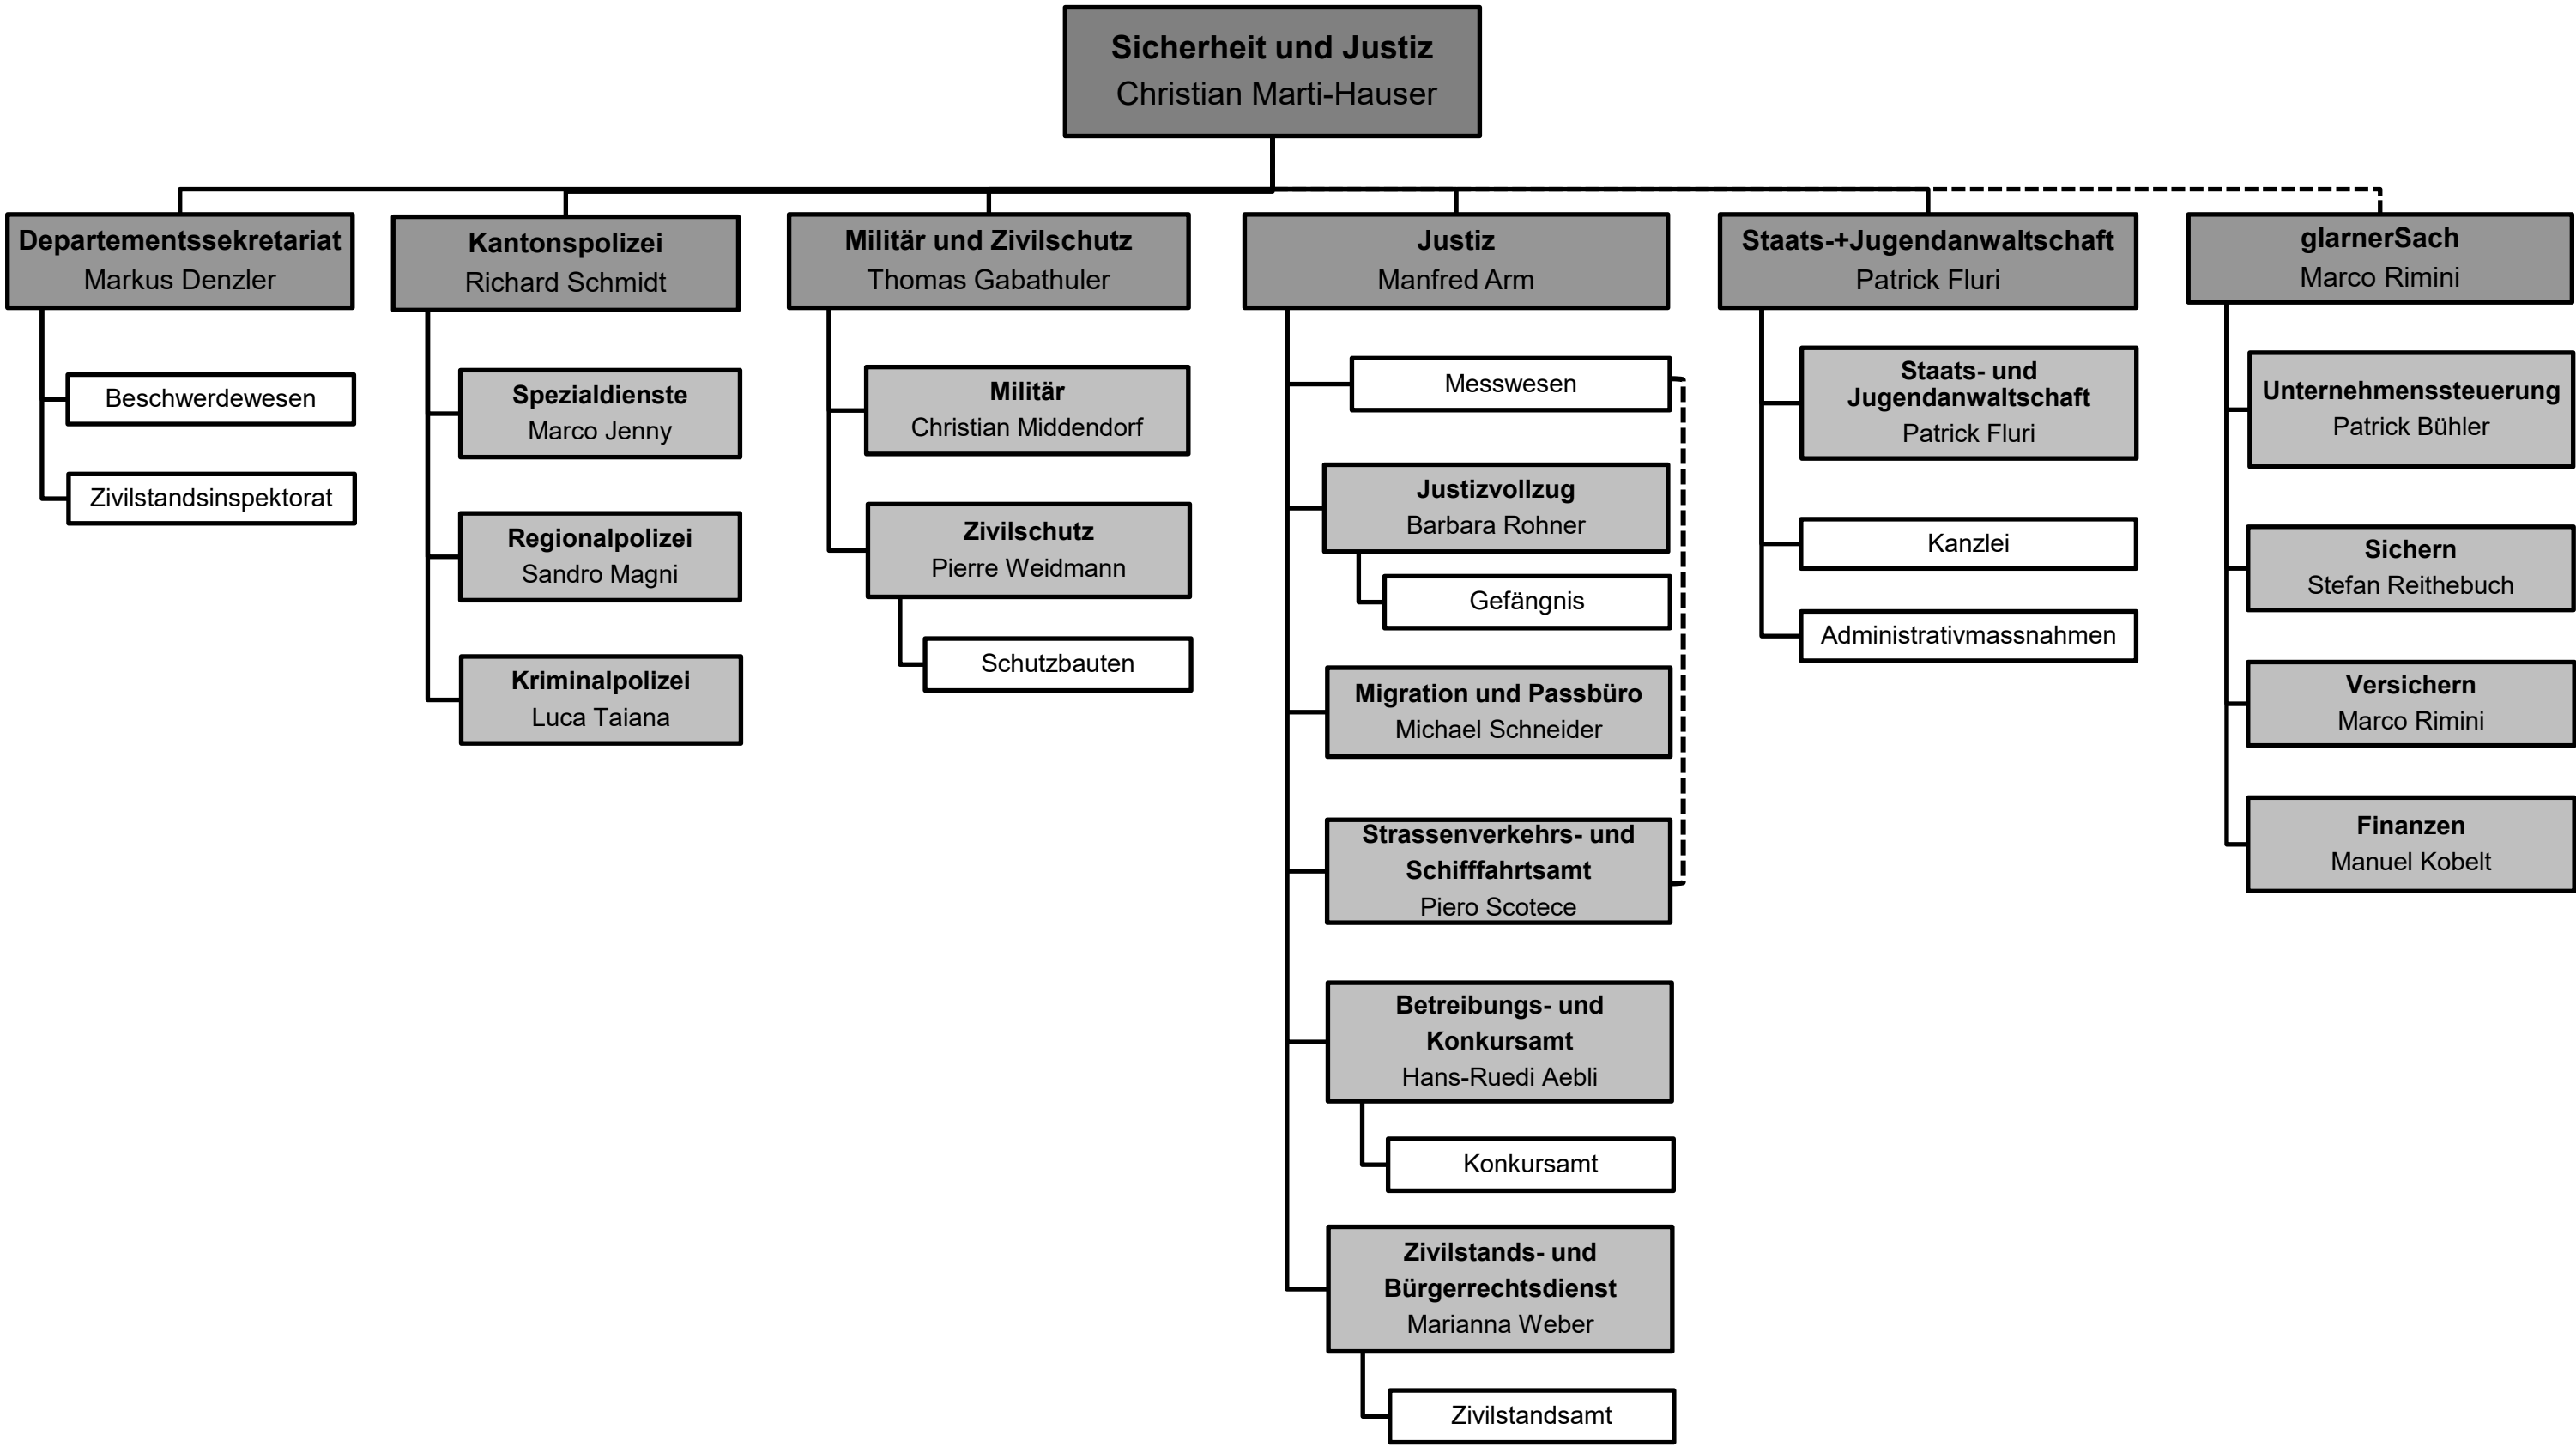 Sicherheit und Justiz
Christian Marti-Hauser
Departementssekretariat
Markus Denzler
Beschwerdewesen
Zivilstandsinspektorat
Kantonspolizei
Richard Schmidt
Spezialdienste
Marco Jenny
Regionalpolizei
Sandro Magni
Kriminalpolizei
Luca Taiana
Militär und Zivilschutz
Thomas Gabathuler
Militär
Christian Middendorf
Zivilschutz
Pierre Weidmann
Schutzbauten
Justiz
Manfred Arm
Messwesen
Justizvollzug
Barbara Rohner
Gefängnis
Migration und Passbüro
Michael Schneider
Strassenverkehrs- und
Schifffahrtsamt
Piero Scotece
Betreibungs- und
Konkursamt
Hans-Ruedi Aebli
Konkursamt
Zivilstands- und
Bürgerrechtsdienst
Marianna Weber
Zivilstandsamt
Staats-+Jugendanwaltschaft
Patrick Fluri
Staats- und
Jugendanwaltschaft
Patrick Fluri
Kanzlei
Administrativmassnahmen
glarnerSach
Marco Rimini
Unternehmenssteuerung
Patrick Bühler
Sichern
Stefan Reithebuch
Versichern
Marco Rimini
Finanzen
Manuel Kobelt